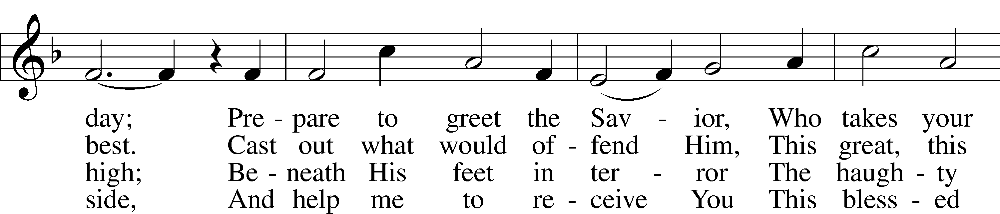 day; Pre - pare to greet the Sav - ior, Who takes your
best. Cast out what would of - fend Him, This great, this
high; Be - neath His feet in ter - ror The haugh - ty
side, And help me to re - ceive You This bless - ed